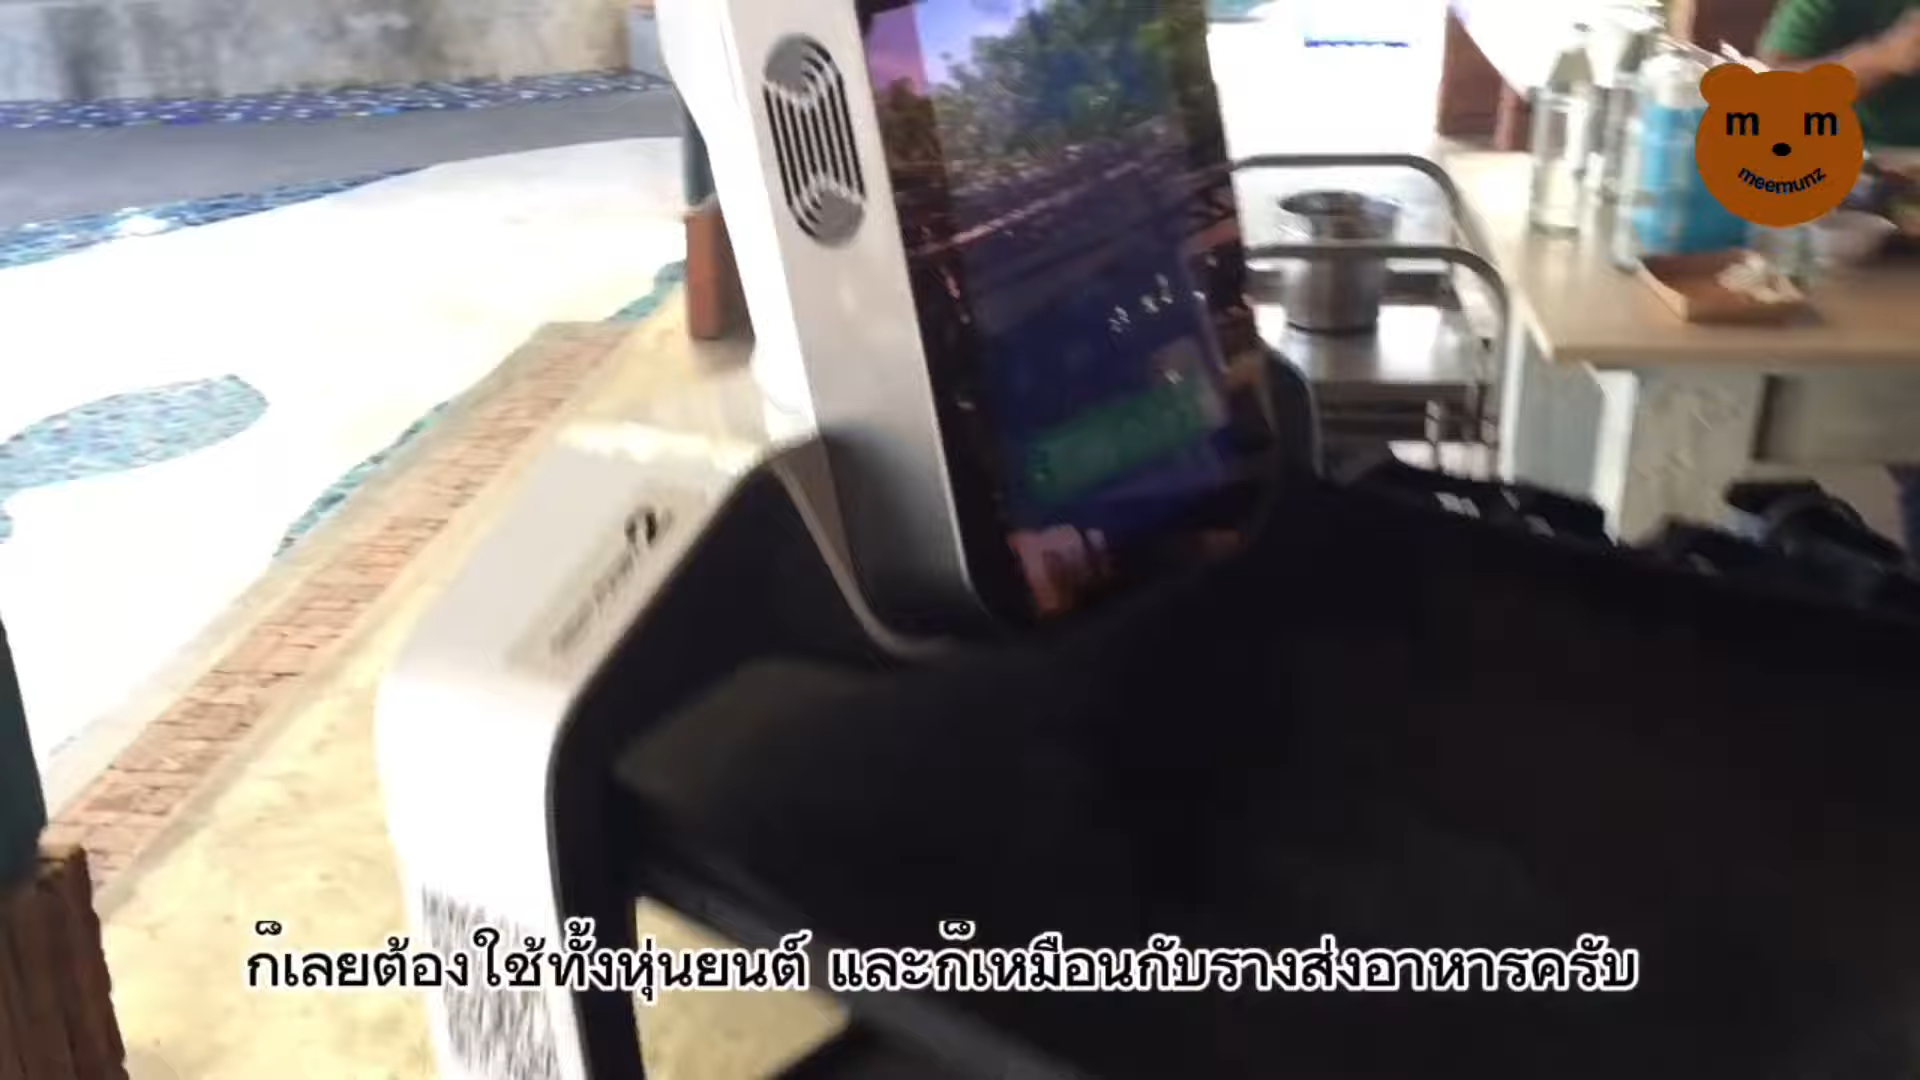 m m
meemunz
ก็เลยต้องใช้ทั้งหุ่นยนต์ และก็เหมือนกับรางส่งอาหารครับ